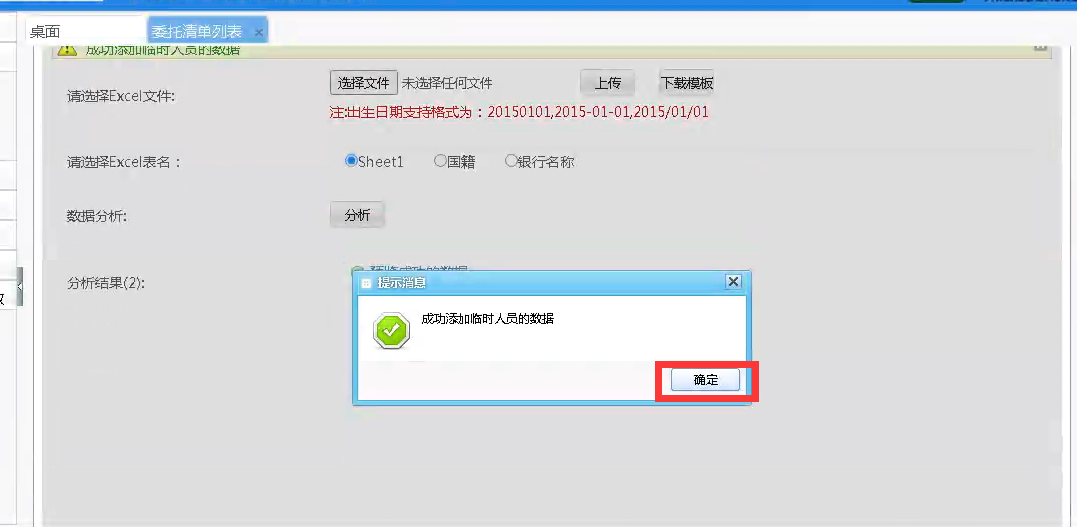 桌面
委托清单列表
成功添加临时人员的数据
请选择Excel文件:
选择文件 未选择任何文件 上传 下载模板
注:出生日期支持格式为：20150101,2015-01-01,2015/01/01
请选择Excel表名：
Sheet1 国籍 银行名称
数据分析:
分析
分析结果(2):
提示消息
成功添加临时人员的数据
确定